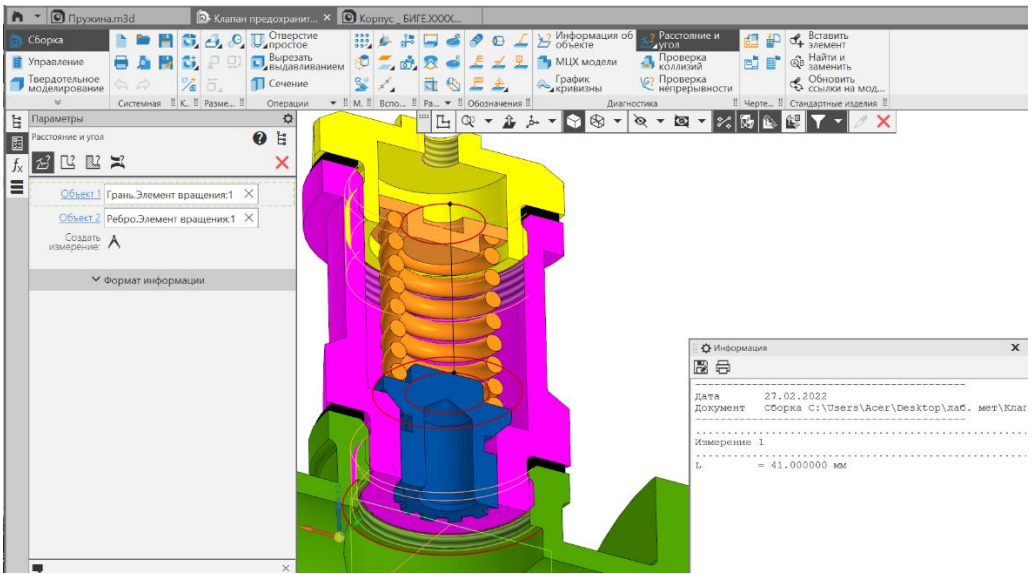 Пружина.m3d
Клапан предохранит... ×
Корпус _ БИГЕ.XXXX...
Сборка
Управление
Твердотельное
моделирование
Системная
К..
Разме...
Отверстие
простое
Вырезать
выдавливанием
Сечение
Операции
М.
Вспо...
Ра...
Обозначения
Информация об
объекте
МЦХ модели
График
кривизны
Расстояние и
угол
Проверка
коллизий
Проверка
непрерывности
Диагностика
Черте...
Вставить
элемент
Найти и
заменить
Обновить
ссылки на мод...
Стандартные изделия
Параметры
Расстояние и угол
Объект 1 Грань.Элемент вращения:1 ×
Объект 2 Ребро.Элемент вращения:1 ×
Создать
измерение:
Формат информации
Информация X
Дата 27.02.2022
Документ Сборка C:\Users\Acer\Desktop\лаб. мет\Клап
Измерение 1
L = 41.000000 мм